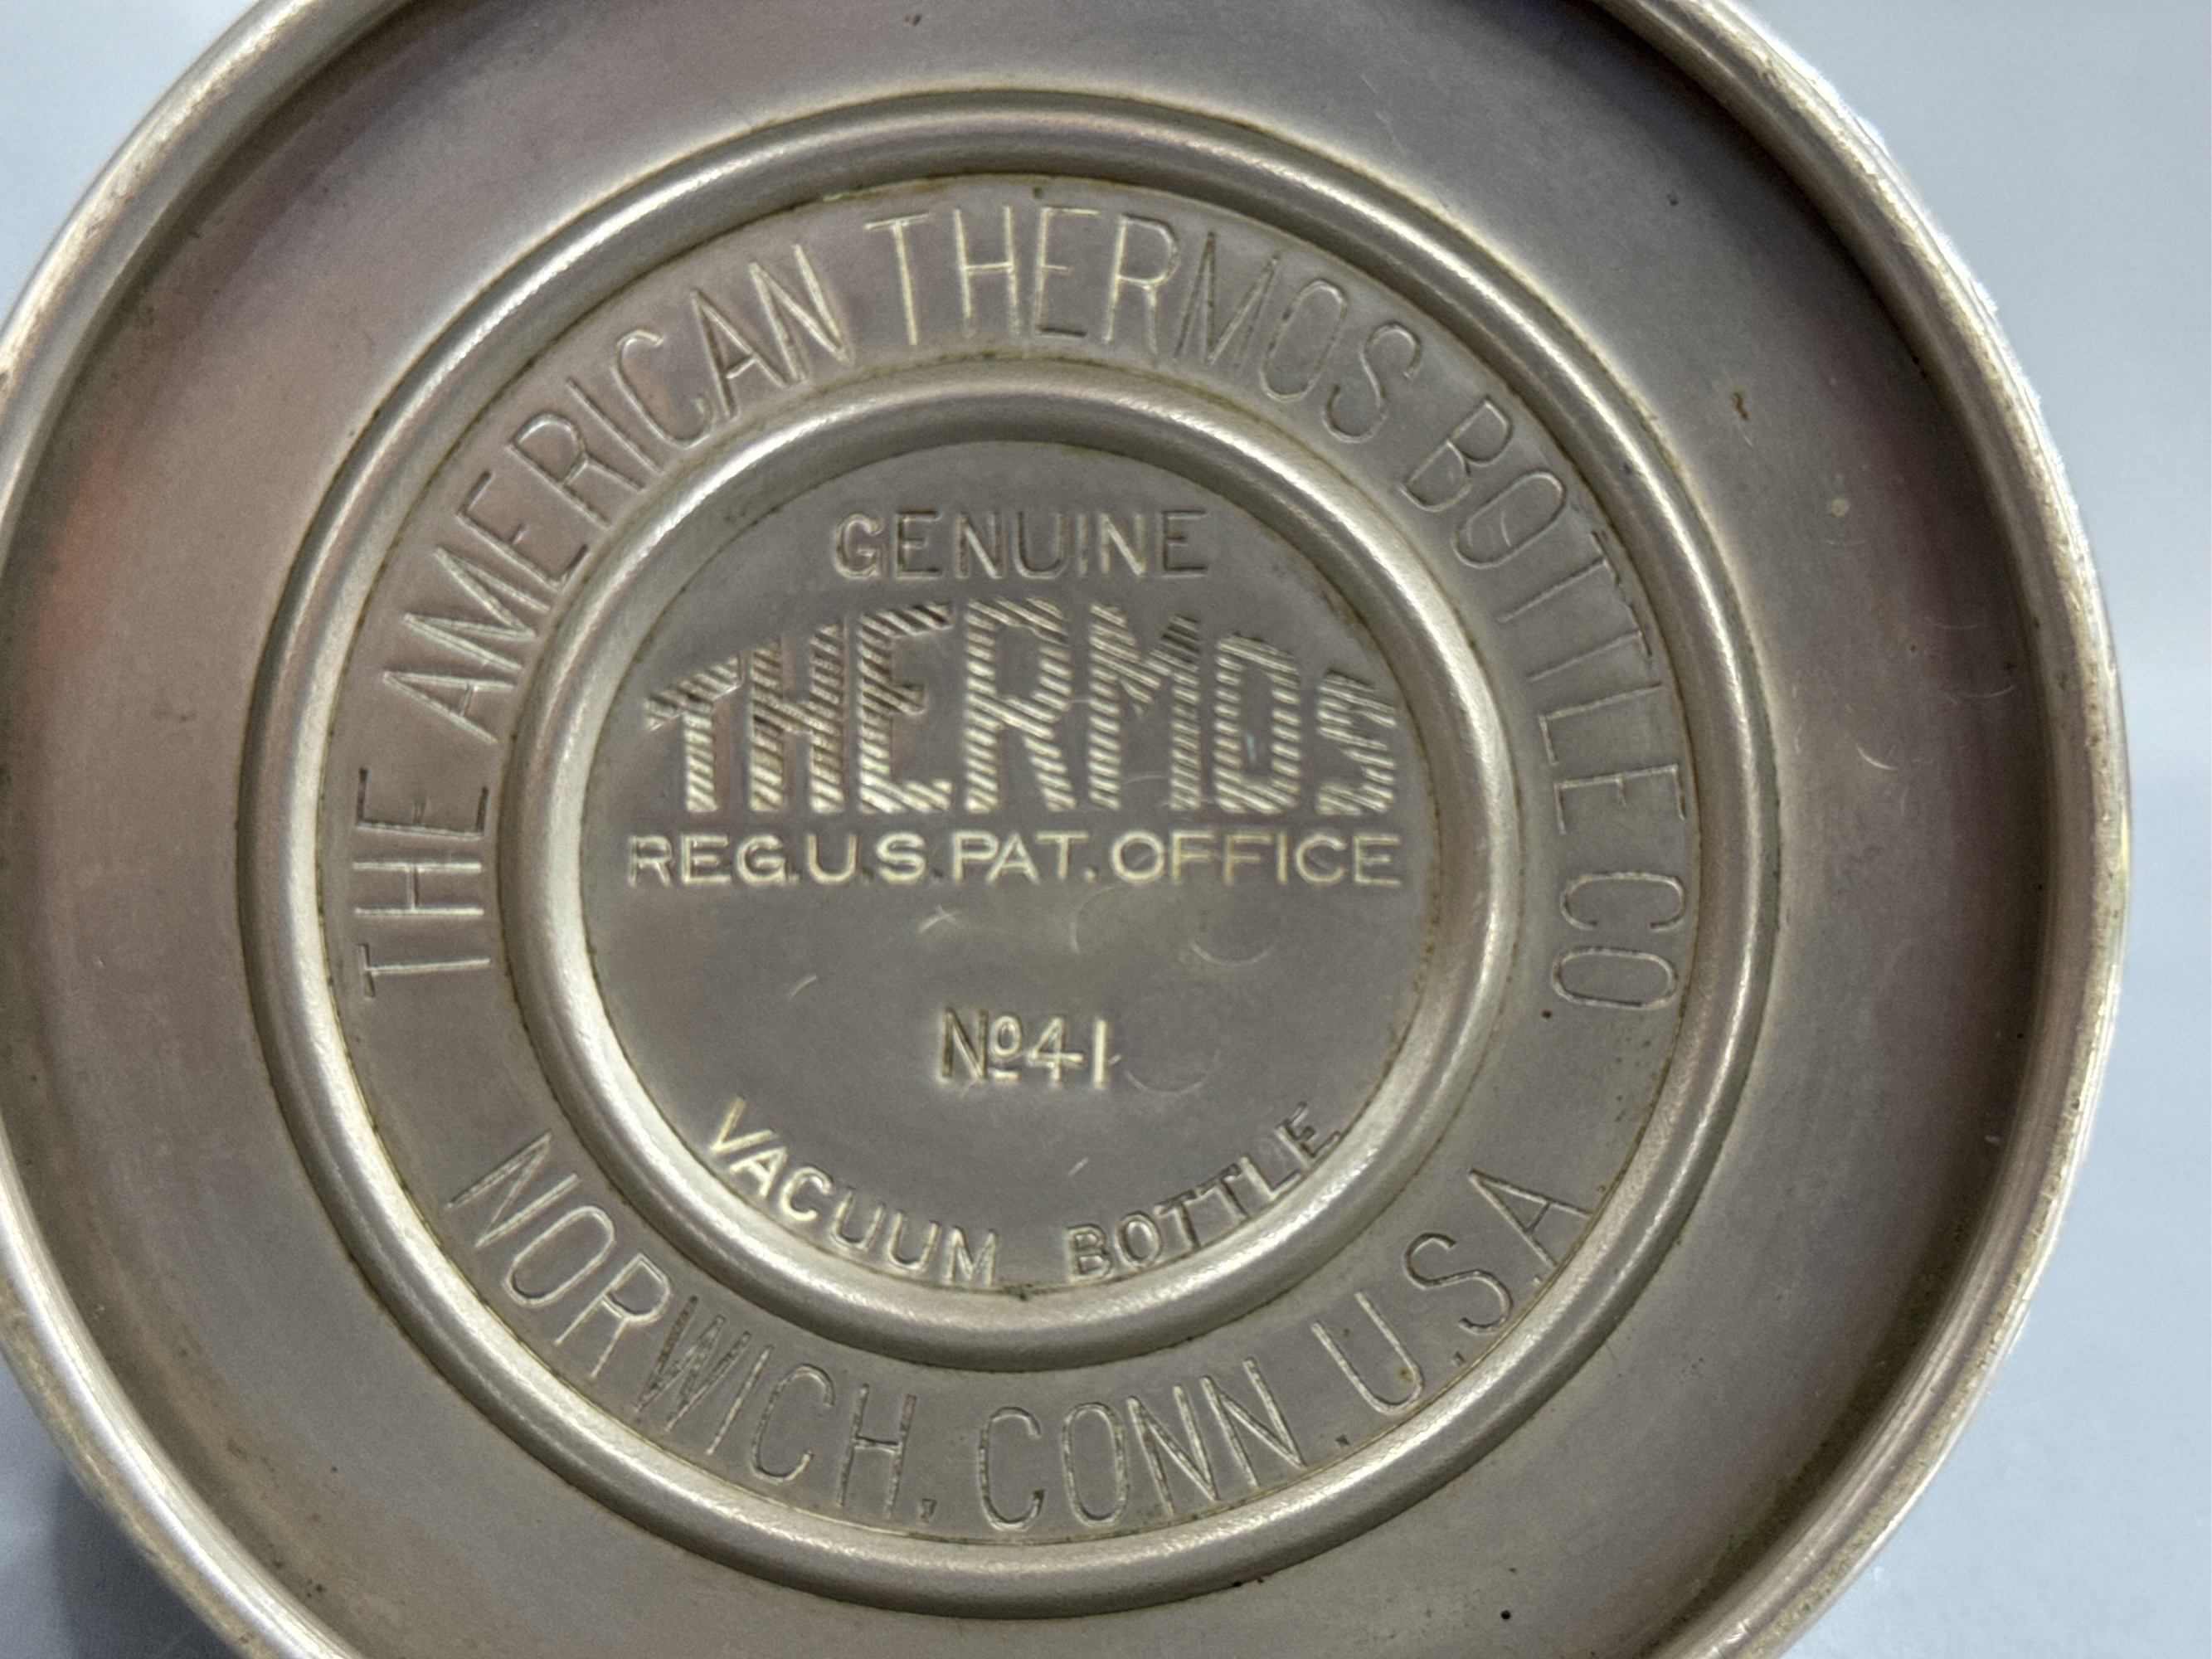 THE AMERICAN THERMOS BOTTLE CO.
GENUINE
THERMOS
REG.U.S.PAT.OFFICE
Nº41
VACUUM BOTTLE
NORWICH, CONN. U.S.A.